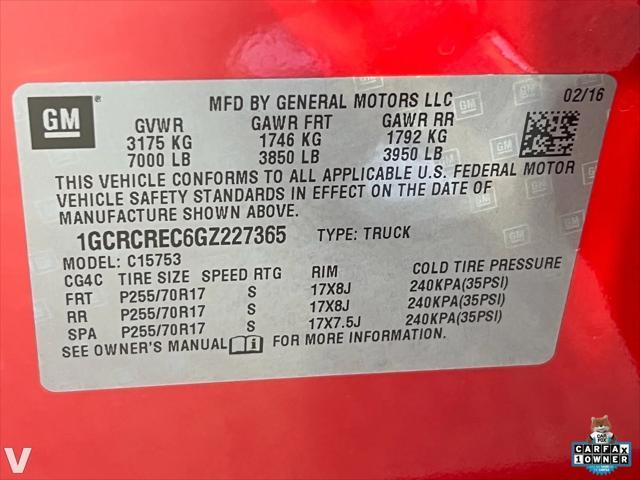 MFD BY GENERAL MOTORS LLC 02/16
GM
GVWR GAWR FRT GAWR RR
3175 KG 1746 KG 1792 KG
7000 LB 3850 LB 3950 LB
THIS VEHICLE CONFORMS TO ALL APPLICABLE U.S. FEDERAL MOTOR
VEHICLE SAFETY STANDARDS IN EFFECT ON THE DATE OF
MANUFACTURE SHOWN ABOVE.
1GCRCREC6GZ227365 TYPE: TRUCK
MODEL: C15753
CG4C TIRE SIZE SPEED RTG RIM COLD TIRE PRESSURE
FRT P255/70R17 S 17X8J 240KPA(35PSI)
RR P255/70R17 S 17X8J 240KPA(35PSI)
SPA P255/70R17 S 17X7.5J 240KPA(35PSI)
SEE OWNER'S MANUAL FOR MORE INFORMATION.
V
CARFAX
1 OWNER